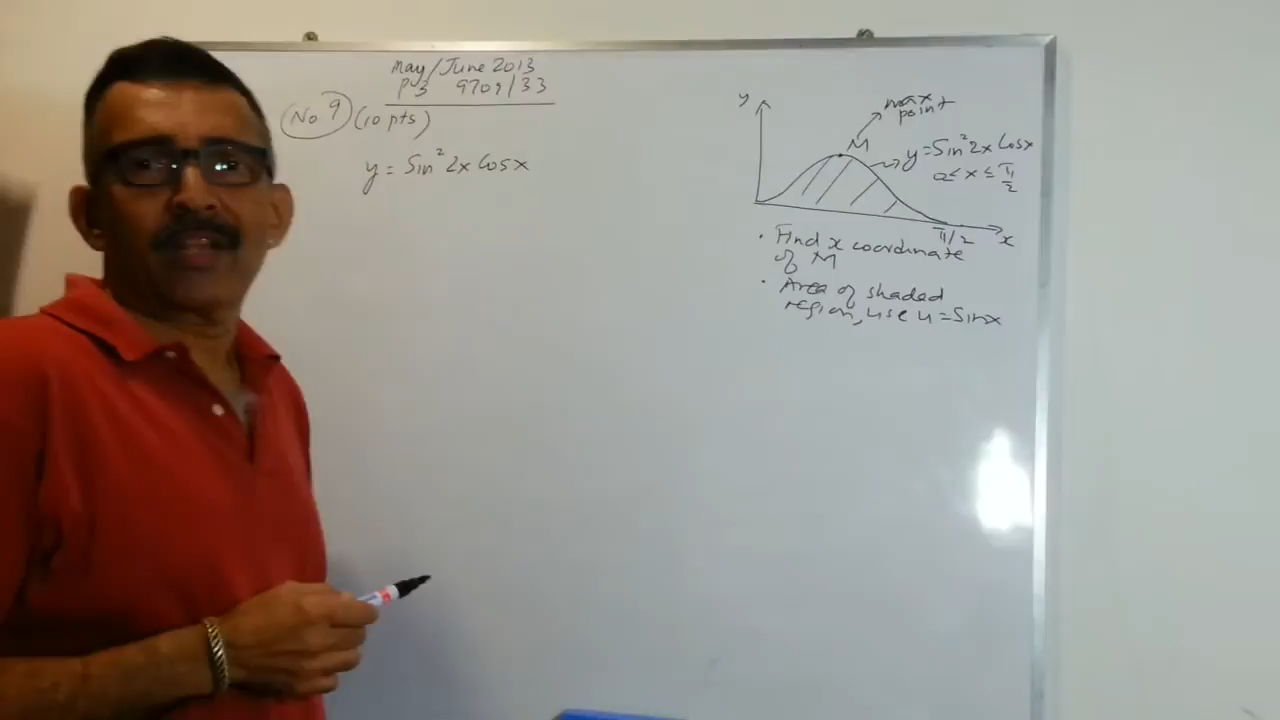 May/June 2013
P3 9709/33
No 9 (10 pts)
y = Sin²2x Cosx
y
max
point
M
y=Sin²2x Cosx
0≤ x ≤ π/2
π/2
x
• Find x coordinate
of M
• Area of shaded
region, use u=Sinx